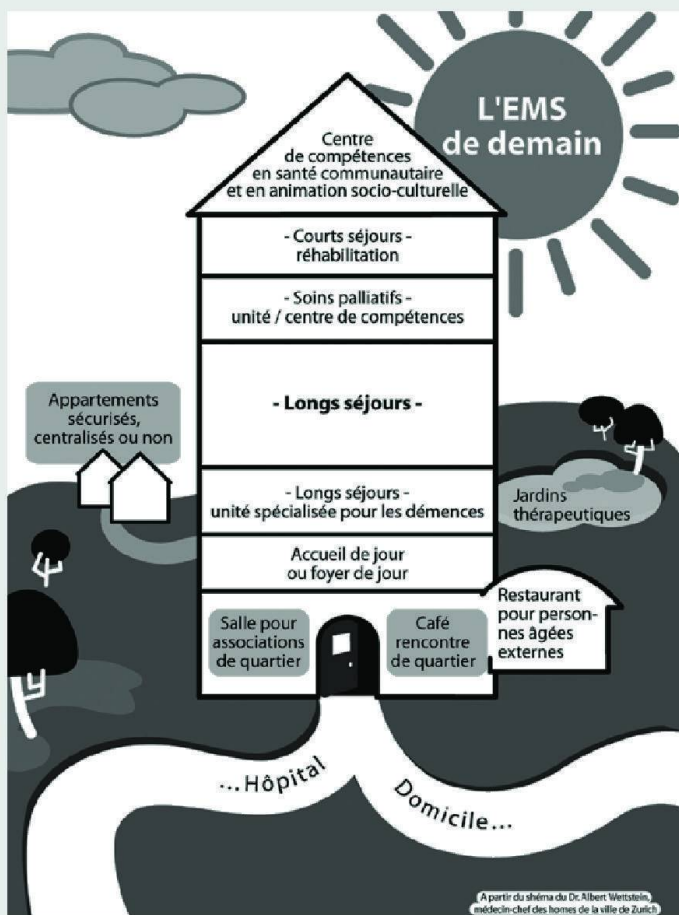 L'EMS
de demain
Centre
de compétences
en santé communautaire
et en animation socio-culturelle
- Courts séjours -
réhabilitation
- Soins palliatifs -
unité / centre de compétences
- Longs séjours -
Appartements
sécurisés,
centralisés ou non
- Longs séjours -
unité spécialisée pour les démences
Jardins
thérapeutiques
Accueil de jour
ou foyer de jour
Salle pour
associations
de quartier
Café
rencontre
de quartier
Restaurant
pour person-
nes âgées
externes
...Hôpital
Domicile...
A partir du shéma du Dr. Albert Wettstein,
médecin-chef des homes de la ville de Zurich